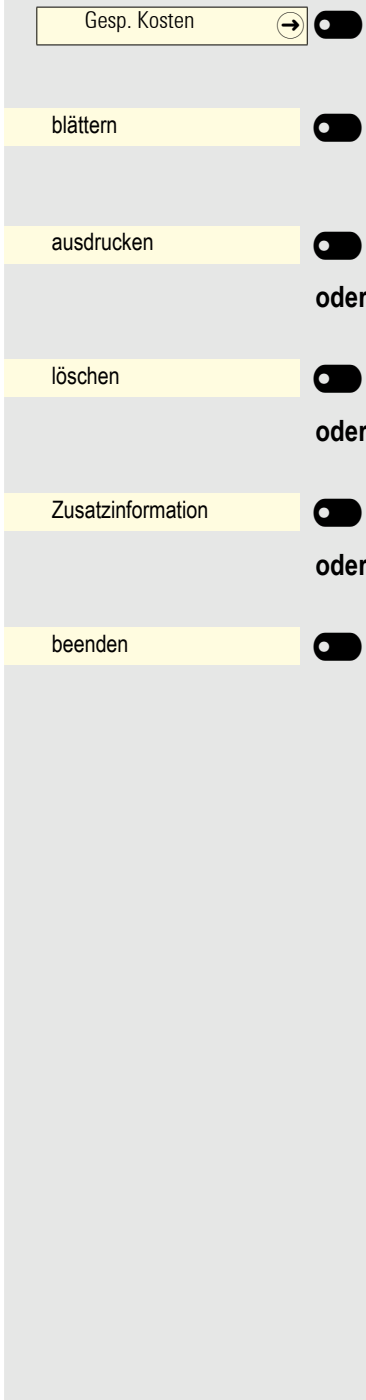 Gesp. Kosten
blättern
ausdrucken
oder
löschen
oder
Zusatzinformation
oder
beenden